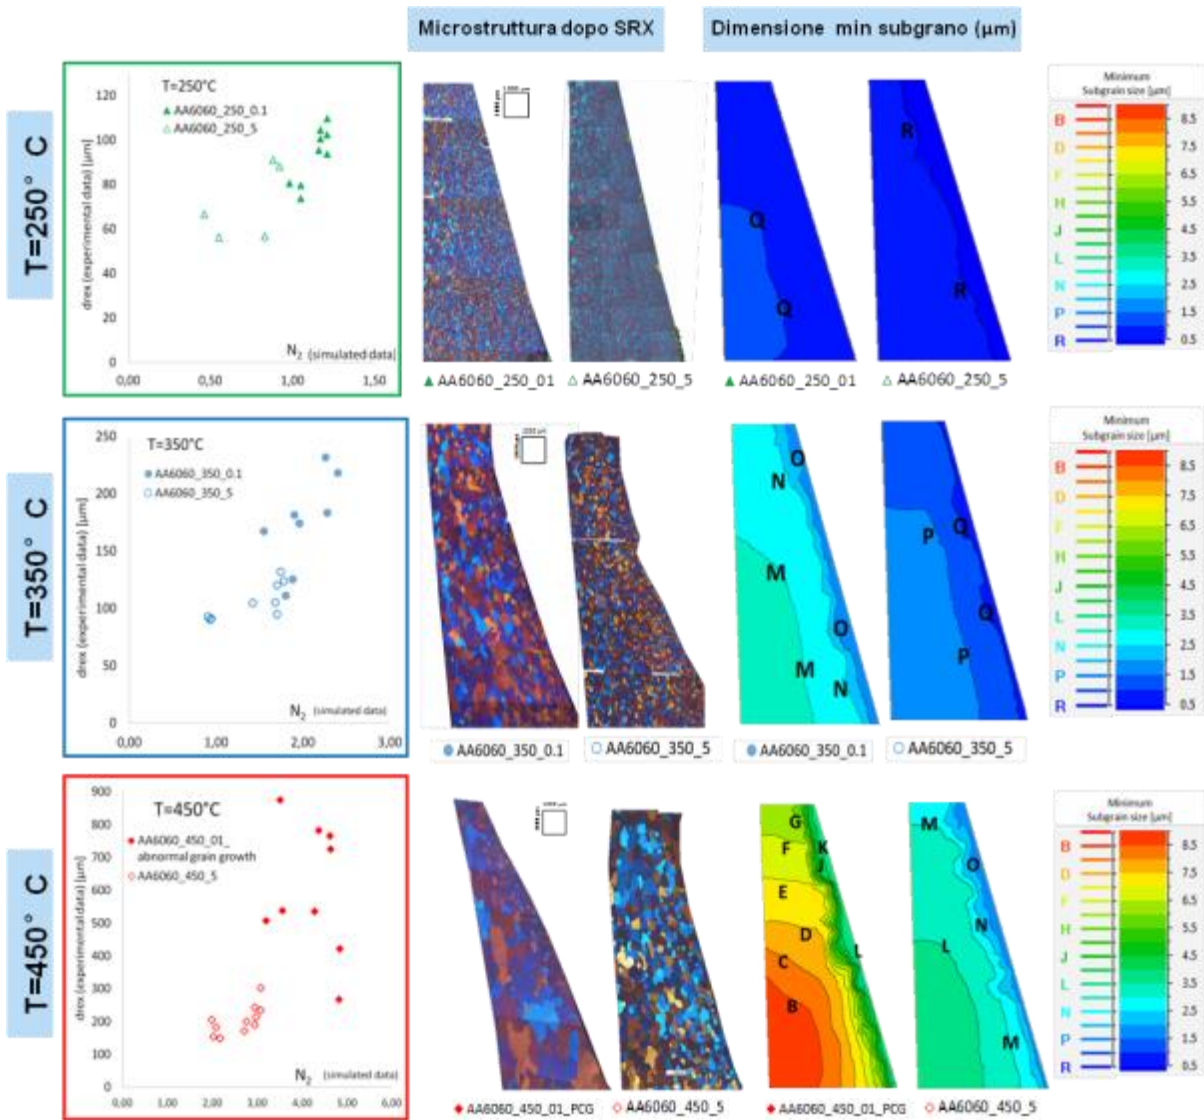 Microstruttura dopo SRX
Dimensione min subgrano (µm)
T=250° C
T=250°C
AA6060_250_0.1
AA6060_250_5
drex (experimental data) [µm]
120
100
80
60
40
20
0
0,00 0,50 1,00 1,50
N2 (simulated data)
AA6060_250_01
AA6060_250_5
Q
Q
R
R
AA6060_250_01
AA6060_250_5
Minimum
Subgrain size [µm]
B
D
F
H
J
L
N
P
R
8.5
7.5
6.5
5.5
4.5
3.5
2.5
1.5
0.5
T=350° C
T=350°C
AA6060_350_0.1
AA6060_350_5
drex (experimental data) [µm]
250
200
150
100
50
0
0,00 1,00 2,00 3,00
N2 (simulated data)
AA6060_350_0.1
AA6060_350_5
O
N
M
O
M
N
P
Q
Q
P
AA6060_350_0.1
AA6060_350_5
Minimum
Subgrain size [µm]
B
D
F
H
J
L
N
P
R
8.5
7.5
6.5
5.5
4.5
3.5
2.5
1.5
0.5
T=450° C
T=450°C
AA6060_450_01_
abnormal grain growth
AA6060_450_5
drex (experimental data) [µm]
900
800
700
600
500
400
300
200
100
0
0,00 1,00 2,00 3,00 4,00 5,00 6,00
N2 (simulated data)
AA6060_450_01_PCG
AA6060_450_5
G
F
K
J
E
D
C
L
B
M
O
N
L
M
AA6060_450_01_PCG
AA6060_450_5
Minimum
Subgrain size [µm]
B
D
F
H
J
L
N
P
R
8.5
7.5
6.5
5.5
4.5
3.5
2.5
1.5
0.5